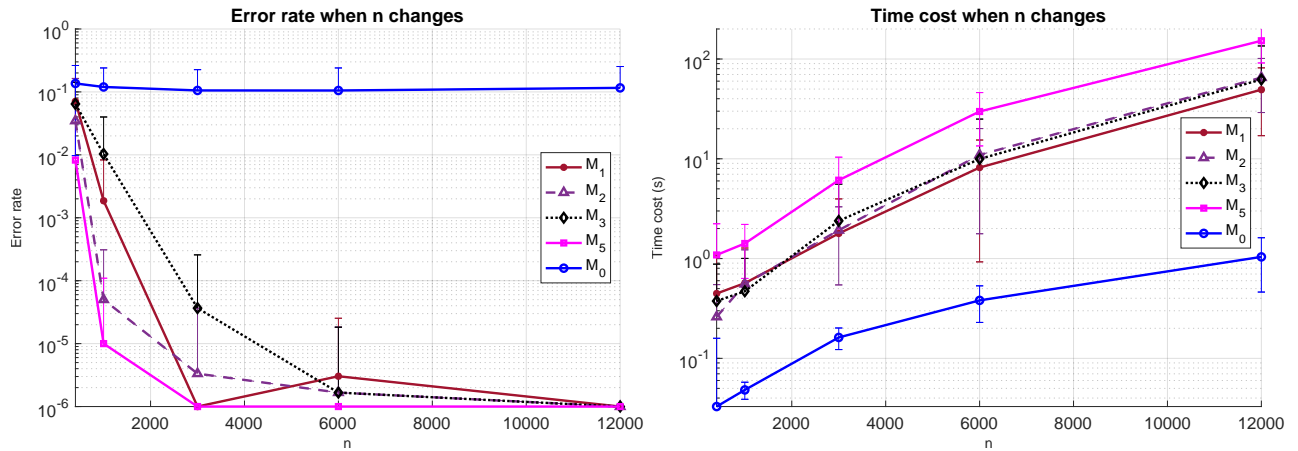 Error rate when n changes
10^0
10^-1
10^-2
10^-3
10^-4
10^-5
10^-6
Error rate
2000 4000 6000 8000 10000 12000
n
M_1
M_2
M_3
M_5
M_0
Time cost when n changes
10^2
10^1
10^0
10^-1
Time cost (s)
2000 4000 6000 8000 10000 12000
n
M_1
M_2
M_3
M_5
M_0